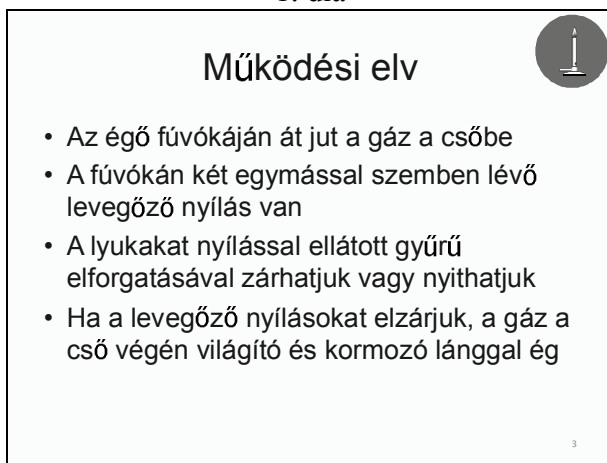 Működési elv
• Az égő fúvókáján át jut a gáz a csőbe
• A fúvókán két egymással szemben lévő
levegőző nyílás van
• A lyukakat nyílással ellátott gyűrű
elforgatásával zárhatjuk vagy nyithatjuk
• Ha a levegőző nyílásokat elzárjuk, a gáz a
cső végén világító és kormozó lánggal ég
3